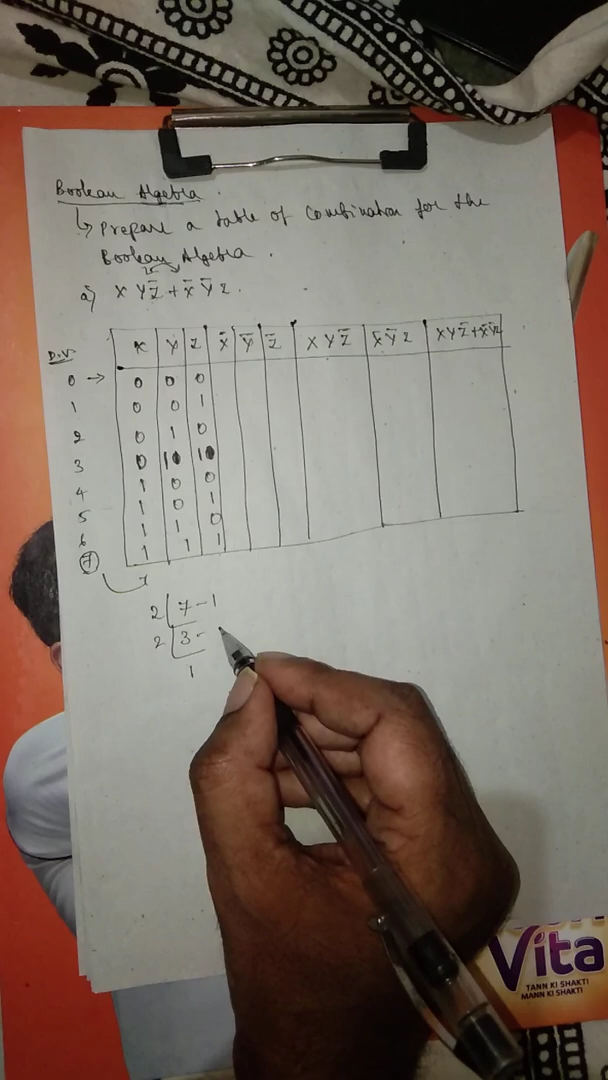 Boolean Algebra.
↳ Prepare a table of Combination for the
Boolean Algebra.
a) X Y Z̄ + X̄ Ȳ Z.
D.V. X Y Z X̄ Ȳ Z̄ X Y Z̄ X̄ Ȳ Z X Y Z̄ + X̄ Ȳ Z
0 → 0 0 0
1 0 0 1
2 0 1 0
3 0 1 1
4 1 0 0
5 1 0 1
6 1 1 0
7 1 1 1
2 7 - 1
2 3 -
1
Vita
TANN KI SHAKTI
MANN KI SHAKTI